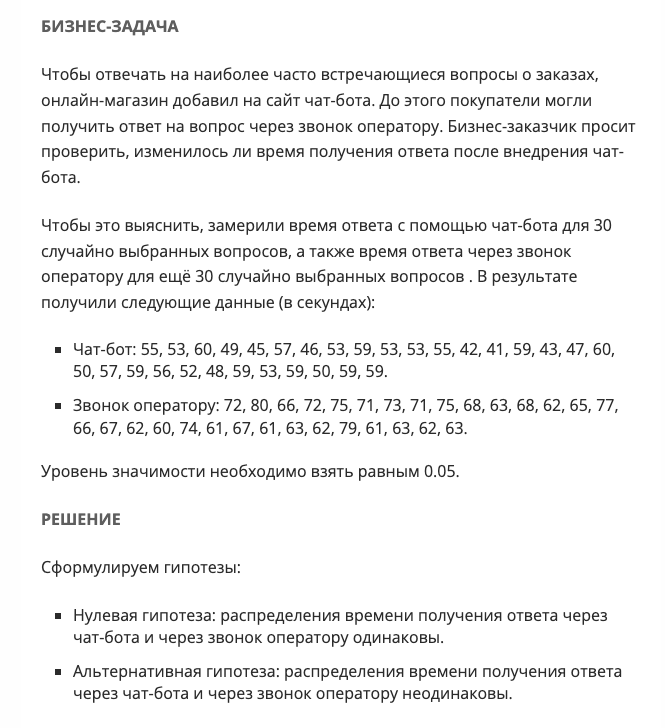 БИЗНЕС-ЗАДАЧА
Чтобы отвечать на наиболее часто встречающиеся вопросы о заказах,
онлайн-магазин добавил на сайт чат-бота. До этого покупатели могли
получить ответ на вопрос через звонок оператору. Бизнес-заказчик просит
проверить, изменилось ли время получения ответа после внедрения чат-
бота.
Чтобы это выяснить, замерили время ответа с помощью чат-бота для 30
случайно выбранных вопросов, а также время ответа через звонок
оператору для ещё 30 случайно выбранных вопросов . В результате
получили следующие данные (в секундах):
▪ Чат-бот: 55, 53, 60, 49, 45, 57, 46, 53, 59, 53, 53, 55, 42, 41, 59, 43, 47, 60,
50, 57, 59, 56, 52, 48, 59, 53, 59, 50, 59, 59.
▪ Звонок оператору: 72, 80, 66, 72, 75, 71, 73, 71, 75, 68, 63, 68, 62, 65, 77,
66, 67, 62, 60, 74, 61, 67, 61, 63, 62, 79, 61, 63, 62, 63.
Уровень значимости необходимо взять равным 0.05.
РЕШЕНИЕ
Сформулируем гипотезы:
▪ Нулевая гипотеза: распределения времени получения ответа через
чат-бота и через звонок оператору одинаковы.
▪ Альтернативная гипотеза: распределения времени получения ответа
через чат-бота и через звонок оператору неодинаковы.